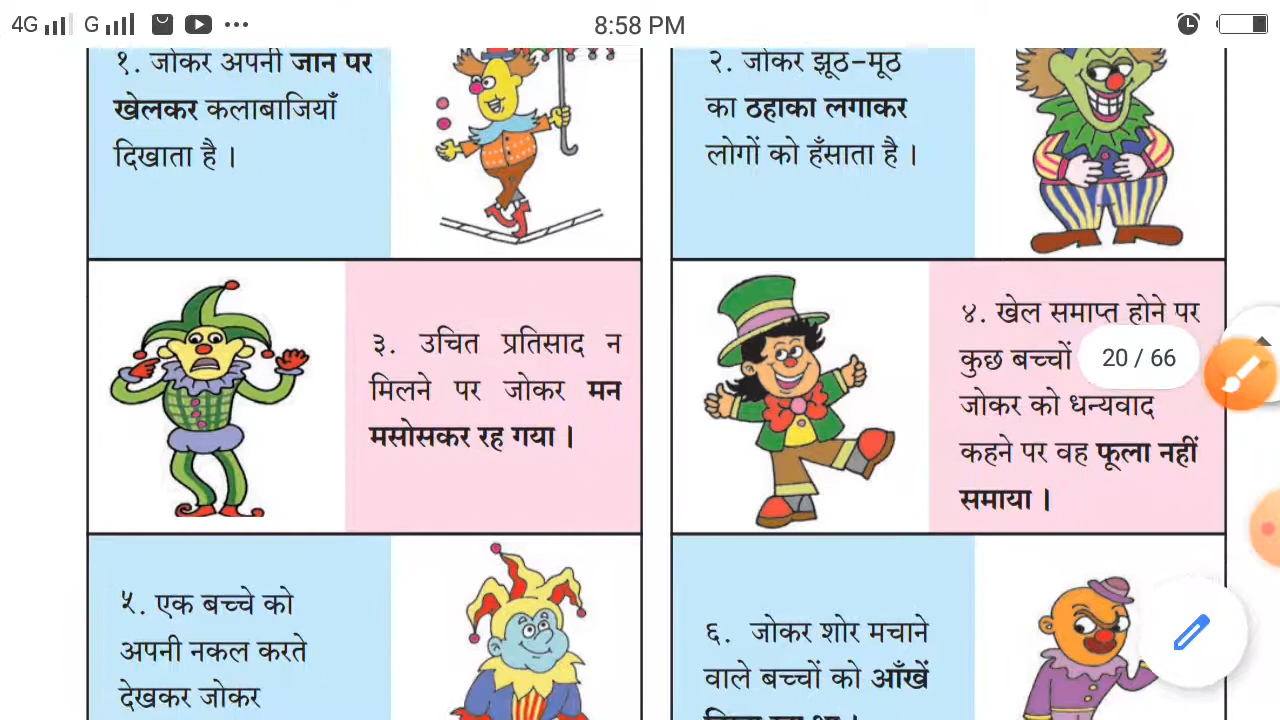 4G G 8:58 PM
१. जोकर अपनी जान पर
खेलकर कलाबाजियाँ
दिखाता है ।
२. जोकर झूठ-मूठ
का ठहाका लगाकर
लोगों को हँसाता है ।
३. उचित प्रतिसाद न
मिलने पर जोकर मन
मसोसकर रह गया ।
४. खेल समाप्त होने पर
कुछ बच्चों
जोकर को धन्यवाद
कहने पर वह फूला नहीं
समाया ।
20 / 66
५. एक बच्चे को
अपनी नकल करते
देखकर जोकर
६. जोकर शोर मचाने
वाले बच्चों को आँखें